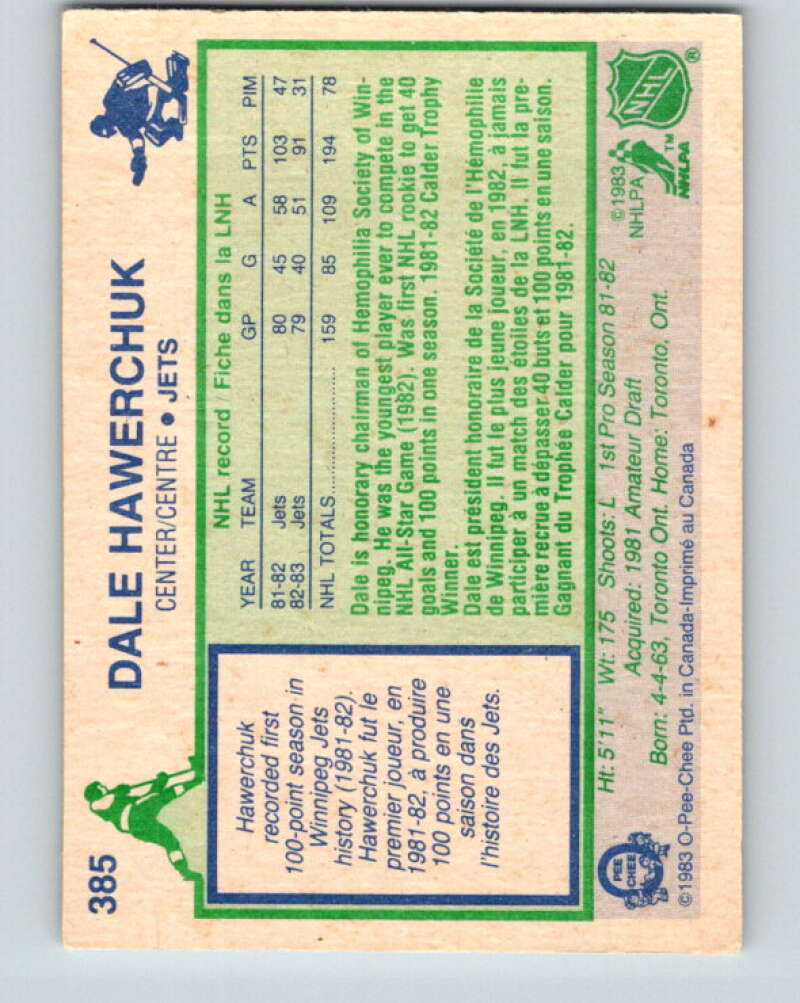 385
DALE HAWERCHUK
CENTER/CENTRE • JETS
Hawerchuk
recorded first
100-point season in
Winnipeg Jets
history (1981-82).
Hawerchuk fut le
premier joueur, en
1981-82, à produire
100 points en une
saison dans
l'histoire des Jets.
NHL record / Fiche dans la LNH
YEAR TEAM GP G A PTS PIM
81-82 Jets 80 45 58 103 47
82-83 Jets 79 40 51 91 31
NHL TOTALS................ 159 85 109 194 78
Dale is honorary chairman of Hemophilia Society of Win-
nipeg. He was the youngest player ever to compete in the
NHL All-Star Game (1982). Was first NHL rookie to get 40
goals and 100 points in one season. 1981-82 Calder Trophy
Winner.
Dale est président honoraire de la Société de l'Hémophilie
de Winnipeg. Il fut le plus jeune joueur, en 1982, à jamais
participer à un match des étoiles de la LNH. Il fut la pre-
mière recrue à dépasser 40 buts et 100 points en une saison.
Gagnant du Trophée Calder pour 1981-82.
Ht: 5'11" Wt: 175 Shoots: L 1st Pro Season 81-82
Acquired: 1981 Amateur Draft
Born: 4-4-63, Toronto Ont. Home: Toronto, Ont.
©1983 O-Pee-Chee Ptd. in Canada-Imprimé au Canada
O
PEE
CHEE
©1983
NHLPA
NHLPA
TM
NHL
®